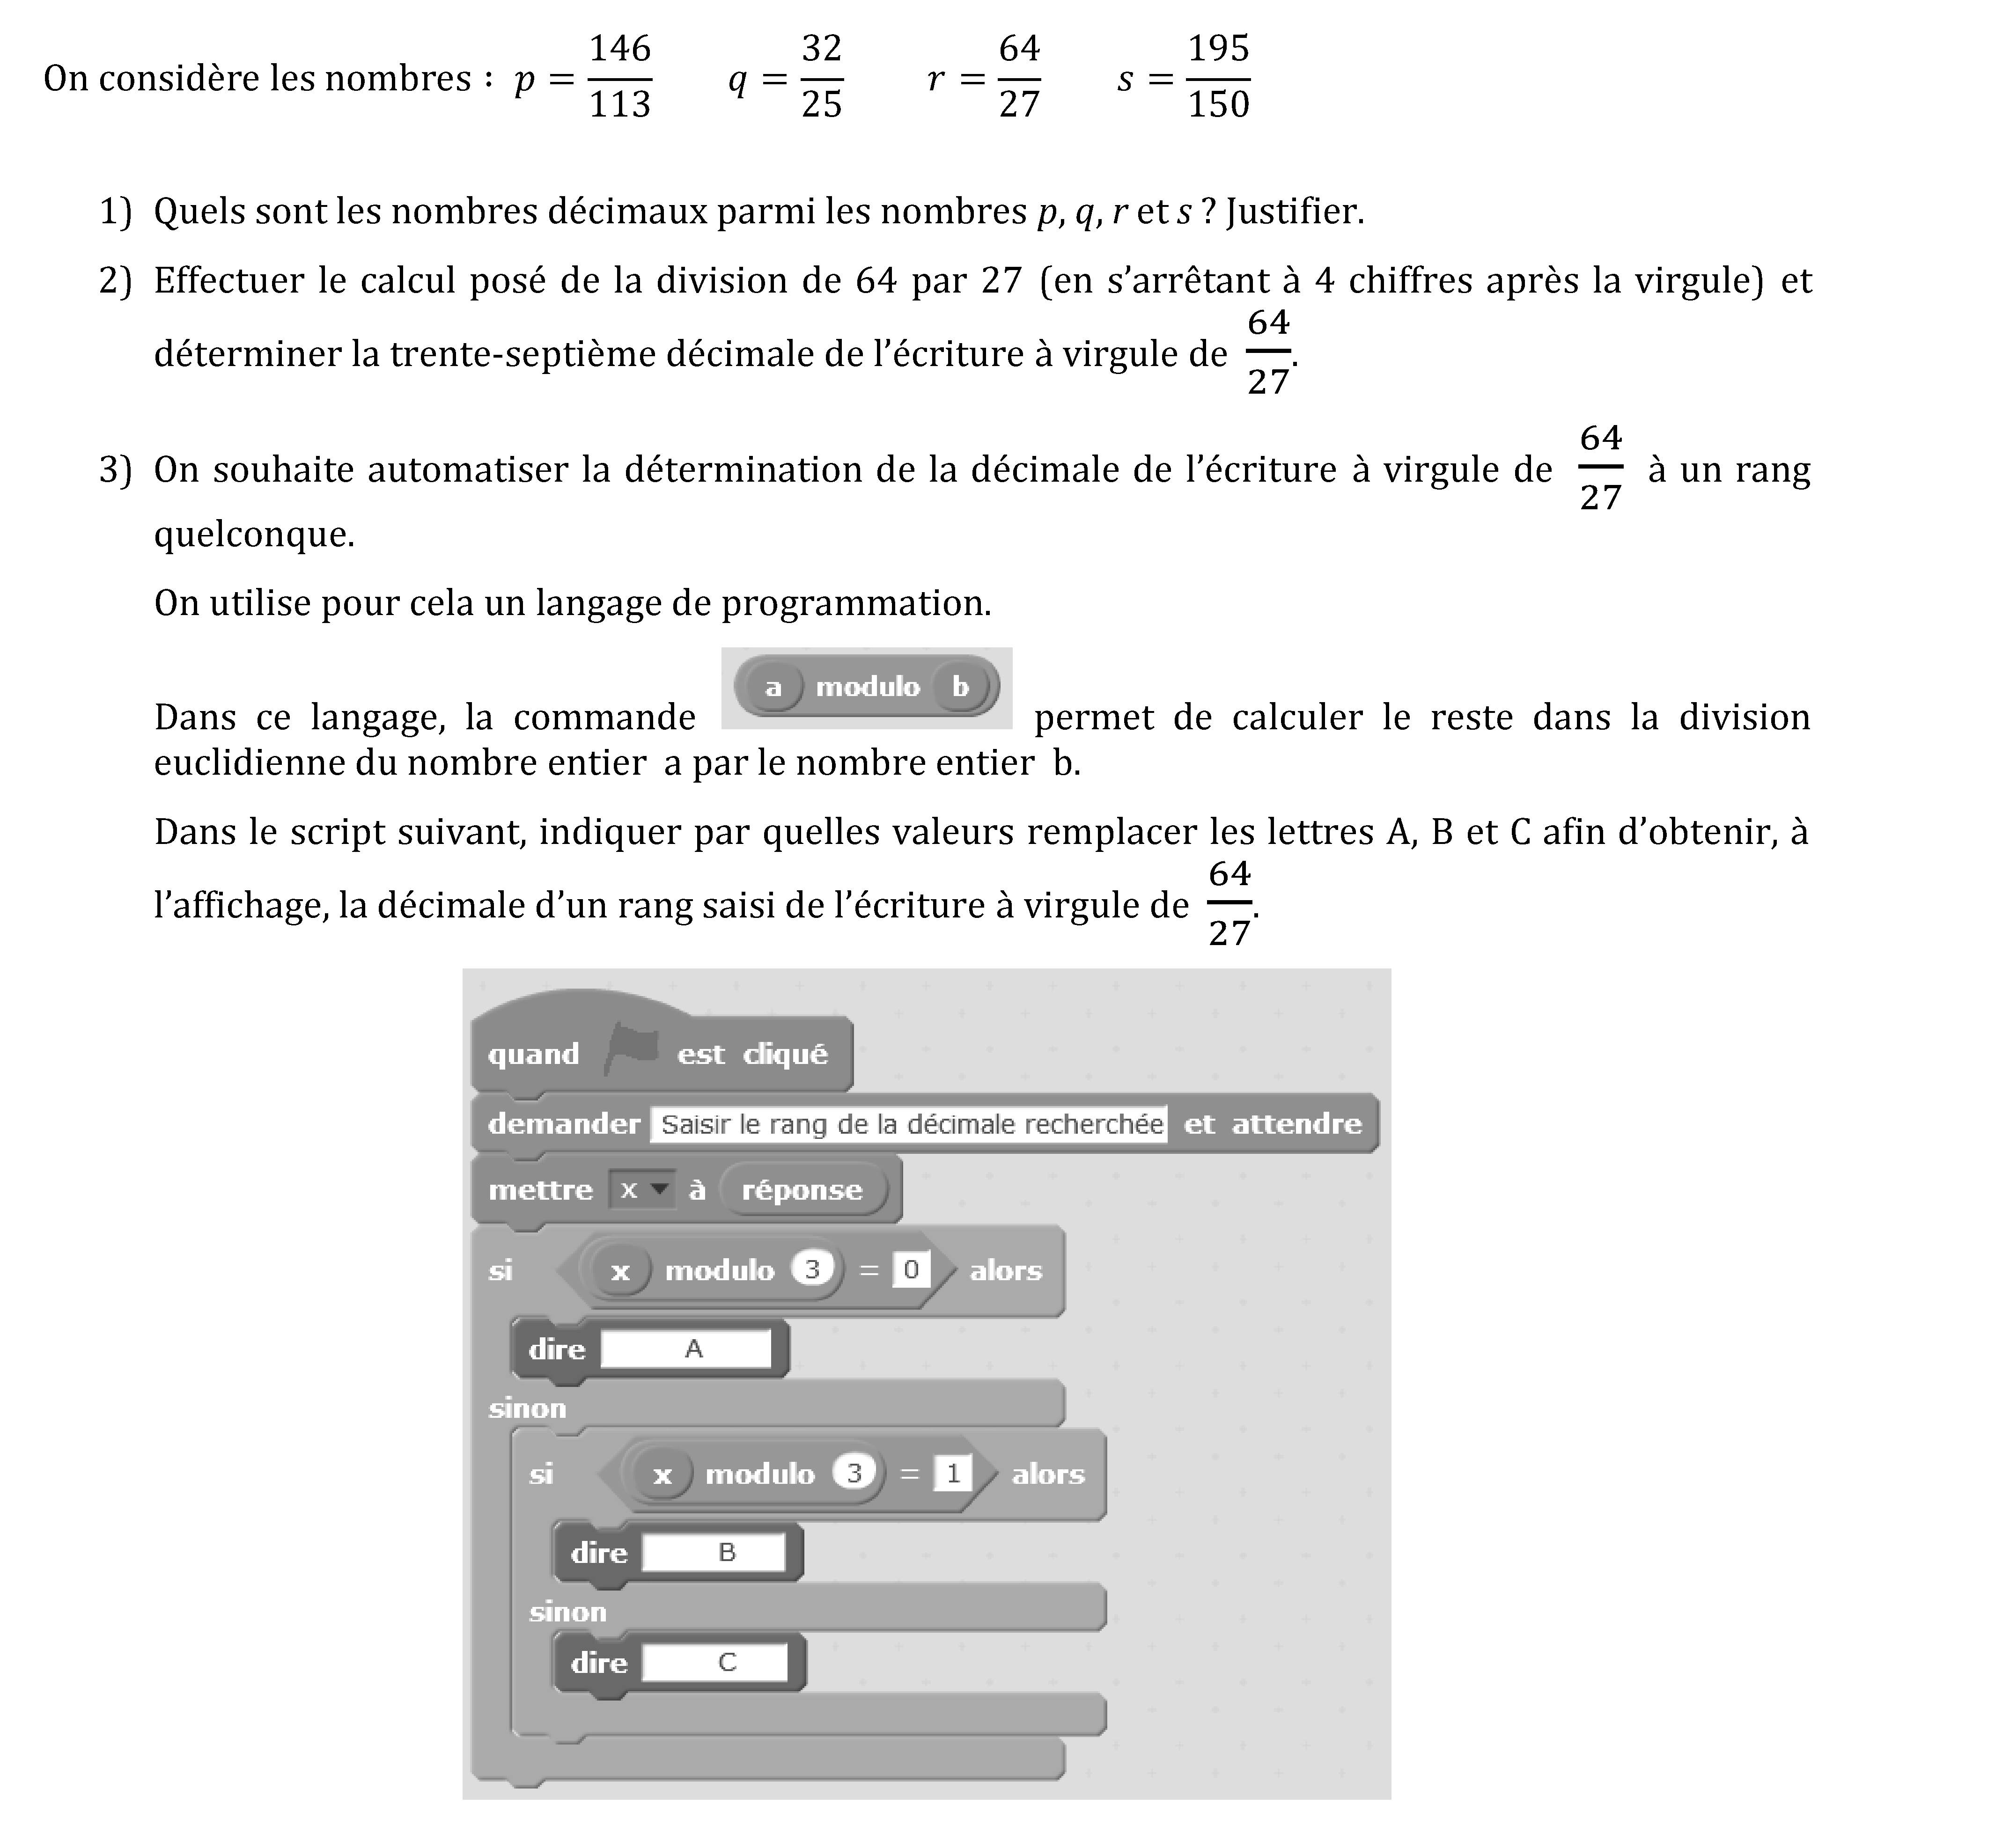 On considère les nombres : p = 146/113 q = 32/25 r = 64/27 s = 195/150
1) Quels sont les nombres décimaux parmi les nombres p, q, r et s ? Justifier.
2) Effectuer le calcul posé de la division de 64 par 27 (en s’arrêtant à 4 chiffres après la virgule) et
déterminer la trente-septième décimale de l’écriture à virgule de 64/27.
3) On souhaite automatiser la détermination de la décimale de l’écriture à virgule de 64/27 à un rang
quelconque.
On utilise pour cela un langage de programmation.
Dans ce langage, la commande a modulo b permet de calculer le reste dans la division
euclidienne du nombre entier a par le nombre entier b.
Dans le script suivant, indiquer par quelles valeurs remplacer les lettres A, B et C afin d’obtenir, à
l’affichage, la décimale d’un rang saisi de l’écriture à virgule de 64/27.
quand est cliqué
demander Saisir le rang de la décimale recherchée et attendre
mettre x à réponse
si x modulo 3 = 0 alors
dire A
sinon
si x modulo 3 = 1 alors
dire B
sinon
dire C